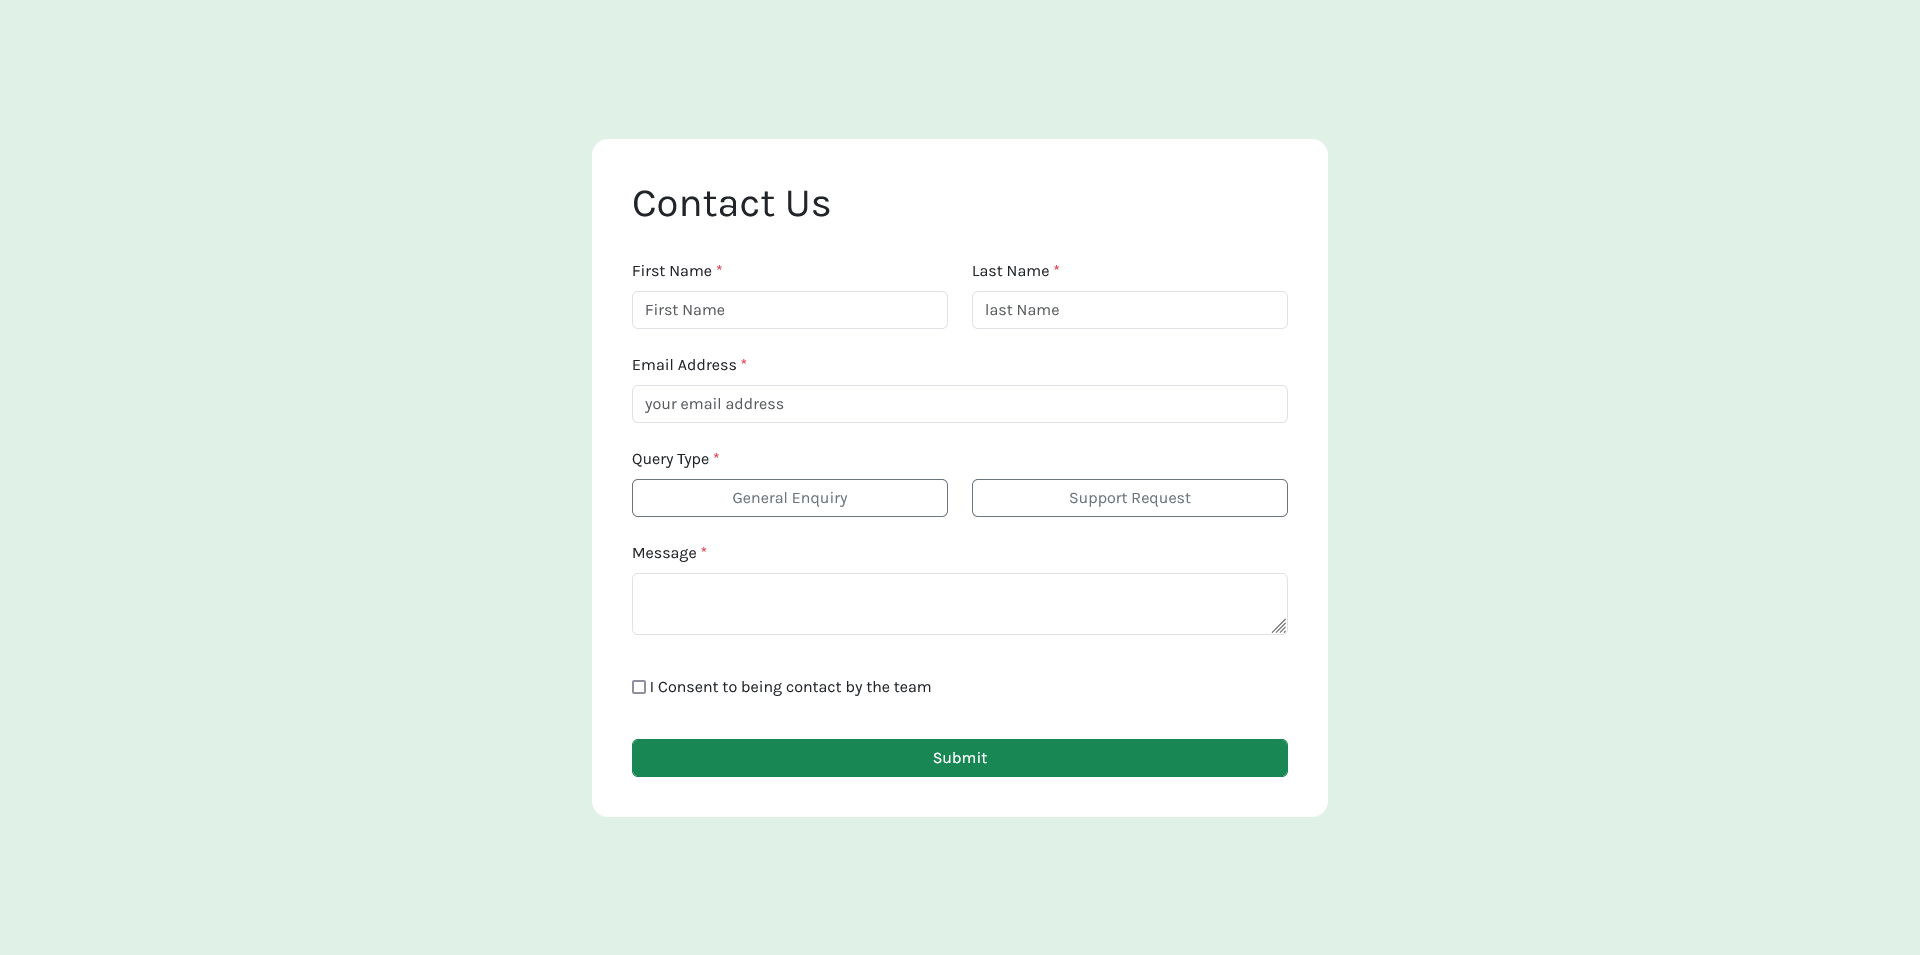 Contact Us
First Name * Last Name *
First Name last Name
Email Address *
your email address
Query Type *
General Enquiry Support Request
Message *
I Consent to being contact by the team
Submit